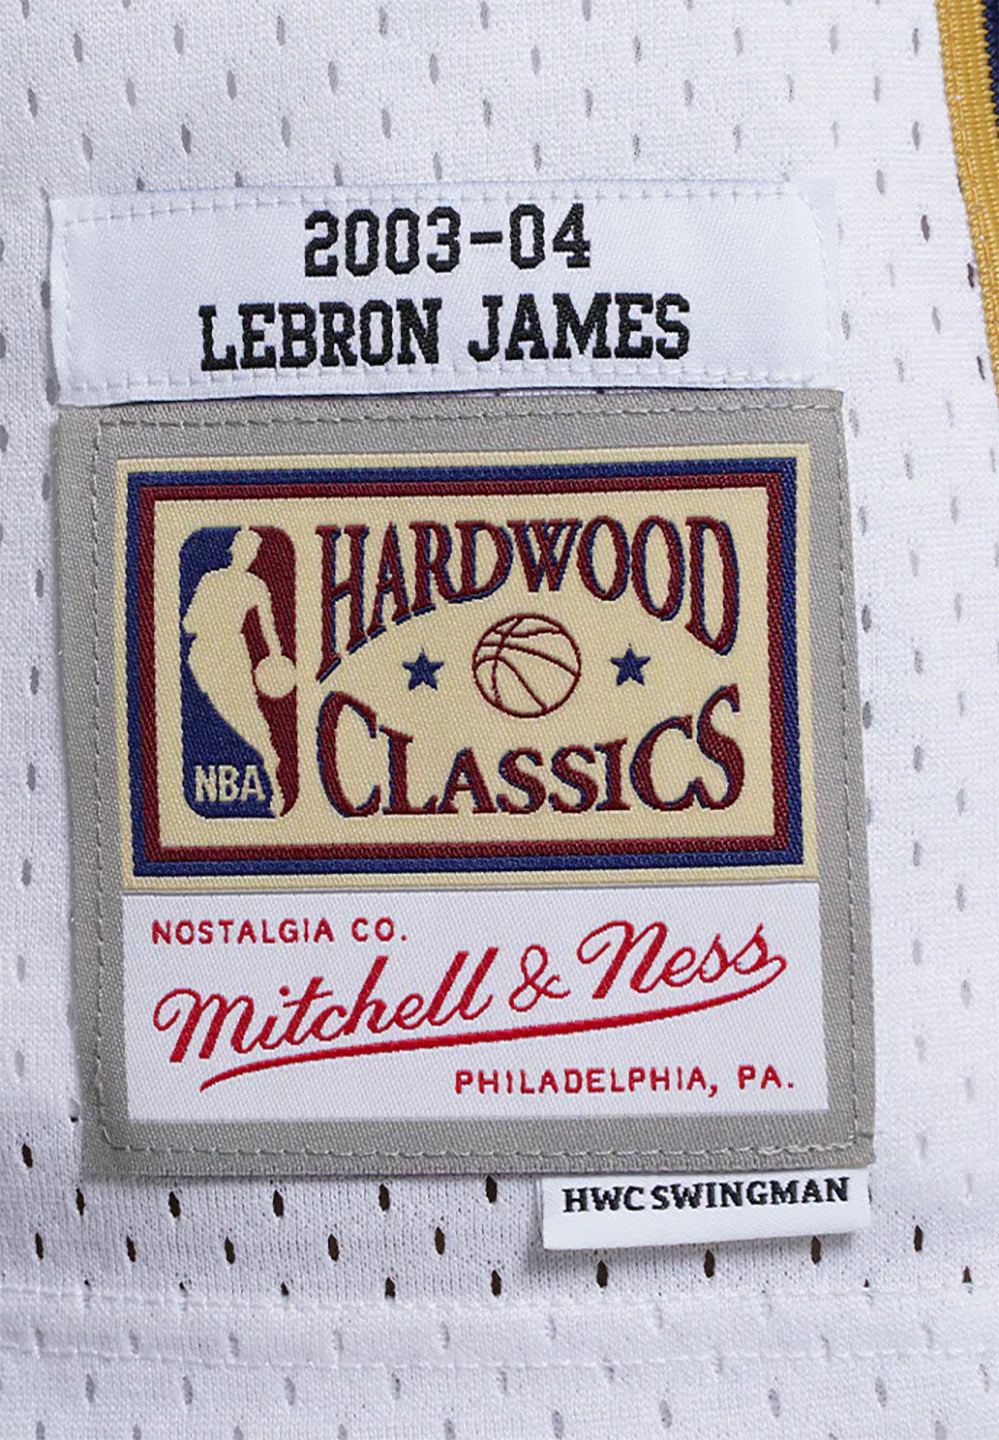 2003-04
LEBRON JAMES
HARDWOOD
CLASSICS
NBA
NOSTALGIA CO.
Mitchell & Ness
PHILADELPHIA, PA.
HWC SWINGMAN